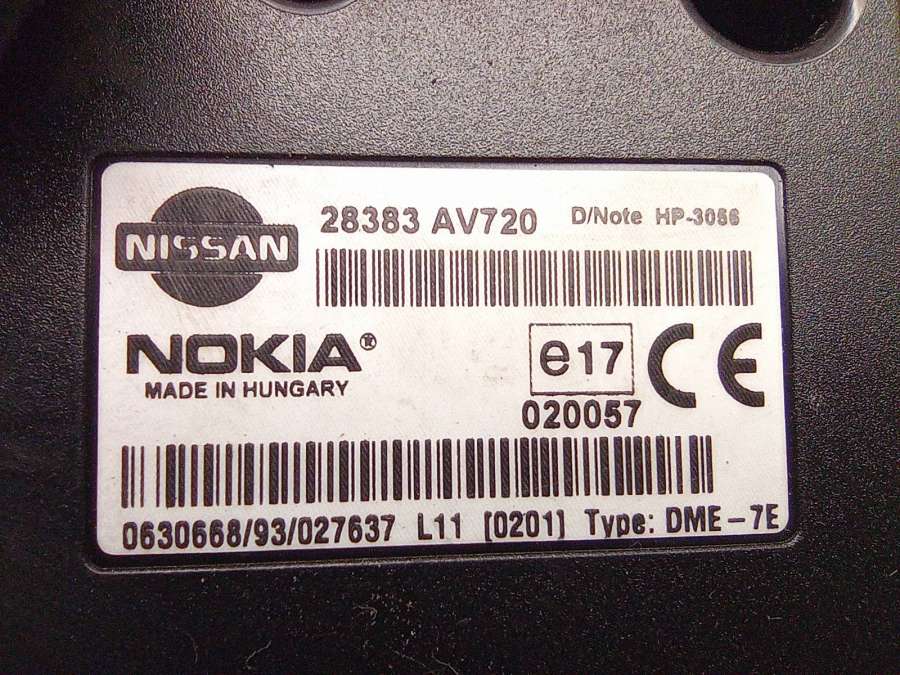 NISSAN
28383 AV720 D/Note HP-3056
NOKIA®
MADE IN HUNGARY
e17
CE
020057
0630668/93/027637 L11 [0201] Type: DME-7E